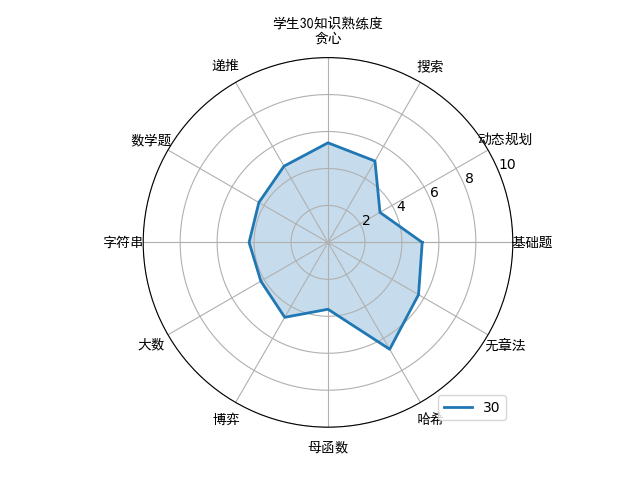 学生30知识熟练度
贪心
递推
搜索
数学题
动态规划
10
8
6
4
2
字符串
基础题
大数
无章法
博弈
哈希
30
母函数